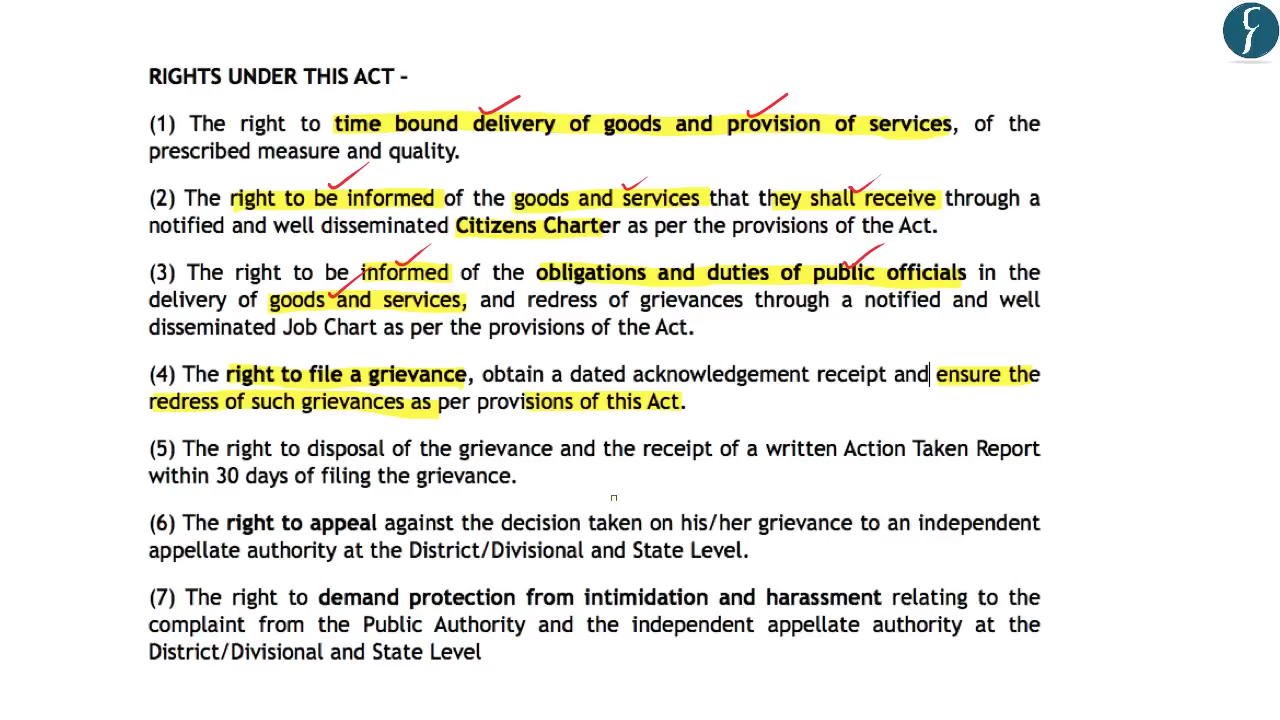 RIGHTS UNDER THIS ACT -
(1) The right to time bound delivery of goods and provision of services, of the
prescribed measure and quality.
(2) The right to be informed of the goods and services that they shall receive through a
notified and well disseminated Citizens Charter as per the provisions of the Act.
(3) The right to be informed of the obligations and duties of public officials in the
delivery of goods and services, and redress of grievances through a notified and well
disseminated Job Chart as per the provisions of the Act.
(4) The right to file a grievance, obtain a dated acknowledgement receipt and ensure the
redress of such grievances as per provisions of this Act.
(5) The right to disposal of the grievance and the receipt of a written Action Taken Report
within 30 days of filing the grievance.
(6) The right to appeal against the decision taken on his/her grievance to an independent
appellate authority at the District/Divisional and State Level.
(7) The right to demand protection from intimidation and harassment relating to the
complaint from the Public Authority and the independent appellate authority at the
District/Divisional and State Level